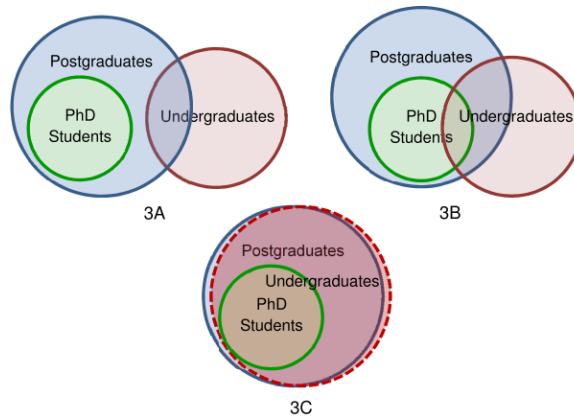 Postgraduates
PhD
Students
Undergraduates
3A
Postgraduates
PhD
Students
Undergraduates
3B
Postgraduates
Undergraduates
PhD
Students
3C